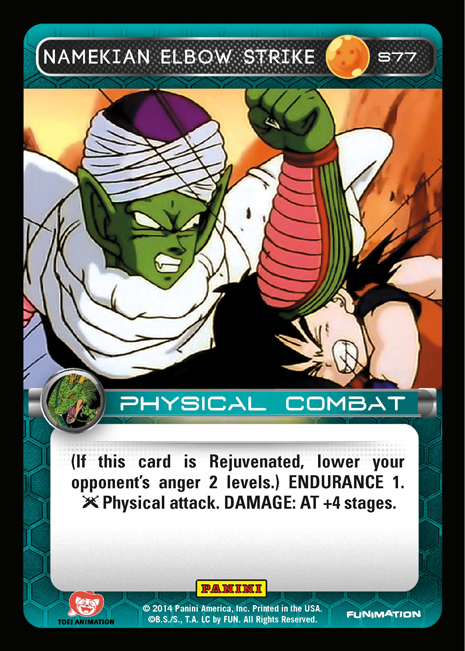 NAMEKIAN ELBOW STRIKE S77
PHYSICAL COMBAT
(If this card is Rejuvenated, lower your
opponent's anger 2 levels.) ENDURANCE 1.
Physical attack. DAMAGE: AT +4 stages.
PANINI
© 2014 Panini America, Inc. Printed in the USA.
©B.S./S., T.A. LC by FUN. All Rights Reserved.
TOEI ANIMATION
FUNIMATION